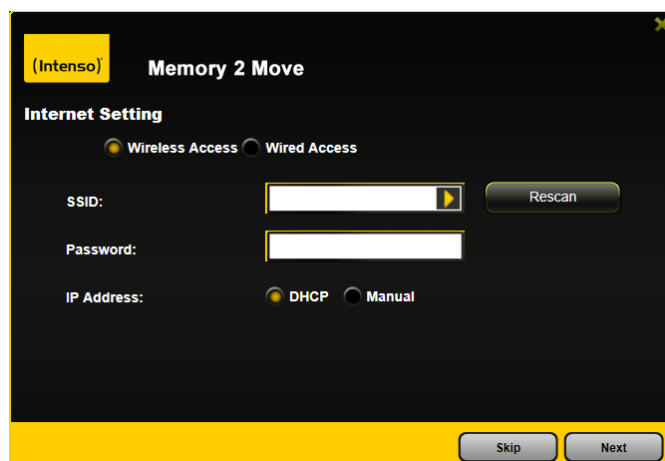 (Intenso)
Memory 2 Move
Internet Setting
Wireless Access Wired Access
SSID: Rescan
Password:
IP Address: DHCP Manual
Skip Next